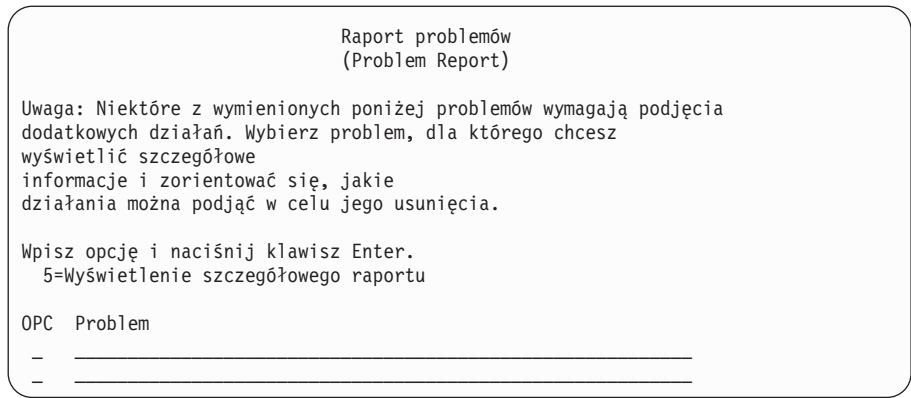 Raport problemów
(Problem Report)
Uwaga: Niektóre z wymienionych poniżej problemów wymagają podjęcia
dodatkowych działań. Wybierz problem, dla którego chcesz
wyświetlić szczegółowe
informacje i zorientować się, jakie
działania można podjąć w celu jego usunięcia.
Wpisz opcję i naciśnij klawisz Enter.
5=Wyświetlenie szczegółowego raportu
OPC Problem
_ __________________________________________________________
_ __________________________________________________________